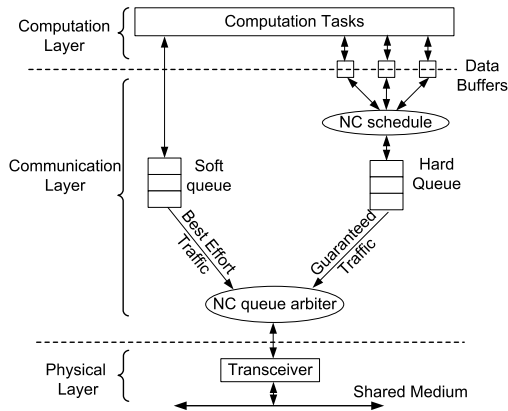 Computation
Layer
Computation Tasks
Data
Buffers
NC schedule
Communication
Layer
Soft
queue
Hard
Queue
Best Effort
Traffic
Guaranteed
Traffic
NC queue arbiter
Physical
Layer
Transceiver
Shared Medium